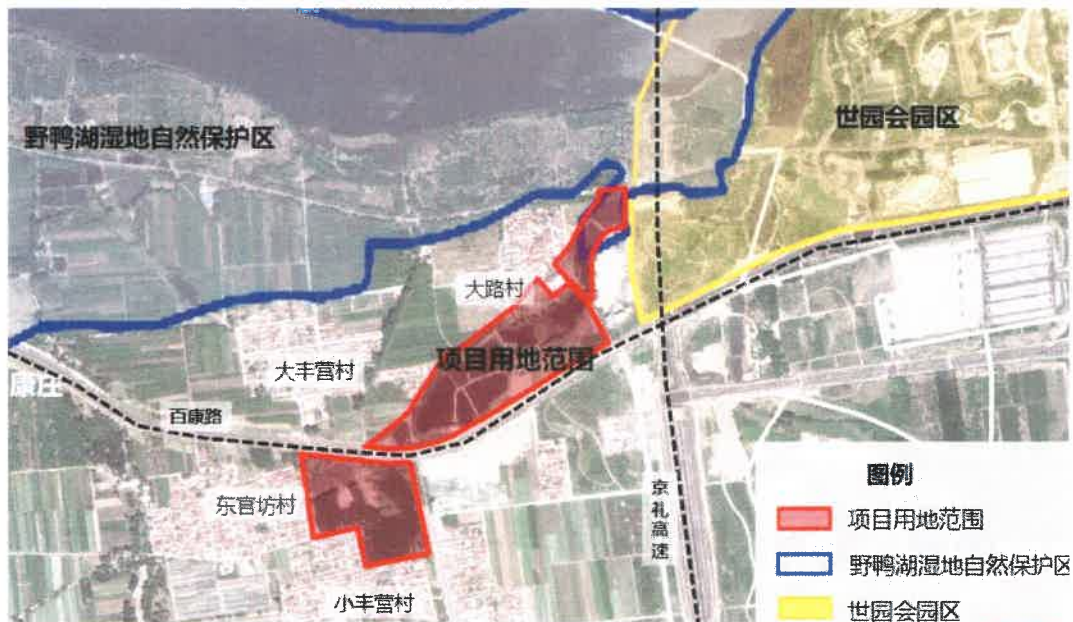 野鸭湖湿地自然保护区
世园会园区
大路村
项目用地范围
大丰营村
康庄
百康路
东官坊村
京礼高速
小丰营村
图例
项目用地范围
野鸭湖湿地自然保护区
世园会园区